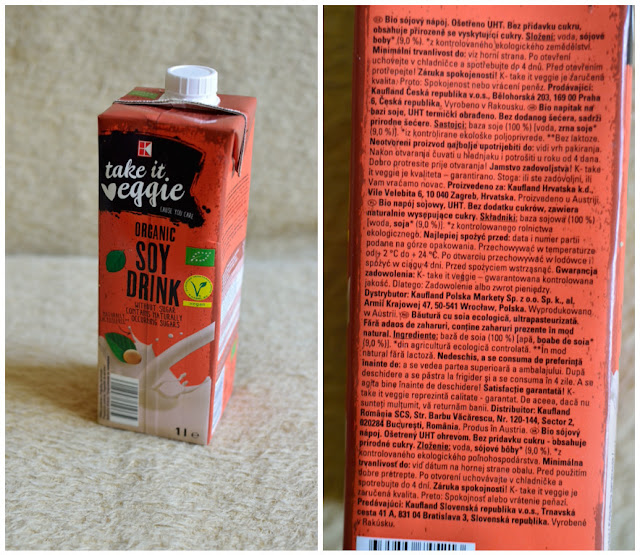 K
take it
veggie
CAUSE YOU CARE
ORGANIC
SOY
DRINK
WITHOUT SUGAR
CONTAINS NATURALLY
OCCURRING SUGARS
vegan
1 l e
Bio sójový nápoj. Ošetřeno UHT. Bez přídavku cukru,
obsahuje přirozeně se vyskytující cukry. Složení: voda, sójové
boby* (9,0 %). *z kontrolovaného ekologického zemědělství.
Minimální trvanlivost do: viz horní strana. Po otevření
uchovejte v chladničce a spotřebujte do 4 dnů. Před otevřením
protřepejte! Záruka spokojenosti! K- take it veggie je zaručená
kvalita. Proto: Spokojenost nebo vrácení peněz. Prodávající:
Kaufland Česká republika v.o.s., Bělohorská 203, 169 00 Praha
6, Česká republika, Vyrobeno v Rakousku. Bio napitak na
bazi soje, UHT termički obrađeno. Bez dodanog šećera, sadrži
prirodne šećere. Sastojci: baza soje (100 %) [voda, zrna soje*
(9,0 %)]. *iz kontrolirane ekološke poljoprivrede. **Bez laktoze.
Neotvoreni proizvod najbolje upotrijebiti do: vidi vrh pakiranja.
Nakon otvaranja čuvati u hladnjaku i potrošiti u roku od 4 dana.
Dobro protresite prije otvaranja! Jamstvo zadovoljstva! K- take
it veggie je kvaliteta – garantirano. Stoga: ili ste zadovoljni, ili
Vam vraćamo novac. Proizvedeno za: Kaufland Hrvatska k.d.,
Vile Velebita 6, 10 040 Zagreb, Hrvatska. Proizvedeno u Austriji.
Bio napój sojowy, UHT. Bez dodatku cukrów, zawiera
naturalnie występujące cukry. Składniki: baza sojowa (100 %)
[woda, soja* (9,0 %)]. *z kontrolowanego rolnictwa
ekologicznego. Najlepiej spożyć przed: data i numer partii -
podane na górze opakowania. Przechowywać w temperaturze
od + 2 °C do + 24 °C. Po otwarciu przechowywać w lodówce i
spożyć w ciągu 4 dni. Przed spożyciem wstrząsnąć. Gwarancja
zadowolenia: K- take it veggie – gwarantowana kontrolowana
jakość. Dlatego: Zadowolenie albo zwrot pieniędzy.
Dystrybutor: Kaufland Polska Markety Sp. z o.o. Sp. k., al,
Armii Krajowej 47, 50-541 Wrocław, Polska. Wyprodukowano
w Austrii. Băutură cu soia ecologică, ultrapasteurizată.
Fără adaos de zaharuri, conține zaharuri prezente în mod
natural. Ingrediente: bază de soia (100 %) [apă, boabe de soia*
(9,0 %)]. *din agricultură ecologică controlată. **În mod
natural fără lactoză. Nedeschis, a se consuma de preferință
înainte de: a se vedea partea superioară a ambalajului. După
deschidere a se păstra la frigider și a se consuma în 4 zile. A se
agita bine înainte de deschidere! Satisfacție garantată! K-
take it veggie reprezintă calitate - garantat. De aceea, dacă nu
sunteți mulțumit, vă returnăm banii. Distribuitor: Kaufland
România SCS, Str. Barbu Văcărescu, Nr. 120-144, Sector 2,
020284 București, România. Produs în Austria. Bio sójový
nápoj. Ošetrený UHT ohrevom. Bez prídavku cukru - obsahuje
prírodné cukry. Zloženie: voda, sójové bôby* (9,0 %). *z
kontrolovaného ekologického poľnohospodárstva. Minimálna
trvanlivosť do: viď dátum na hornej strane obalu. Pred použitím
dobre pretrepte. Po otvorení uchovávajte v chladničke a
spotrebujte do 4 dní. Záruka spokojnosti! K- take it veggie je
zaručená kvalita. Preto: Spokojnosť alebo vrátenie peňazí.
Predávajúci: Kaufland Slovenská republika v.o.s., Trnavská
cesta 41 A, 831 04 Bratislava 3, Slovenská republika. Vyrobené
v Rakúsku.